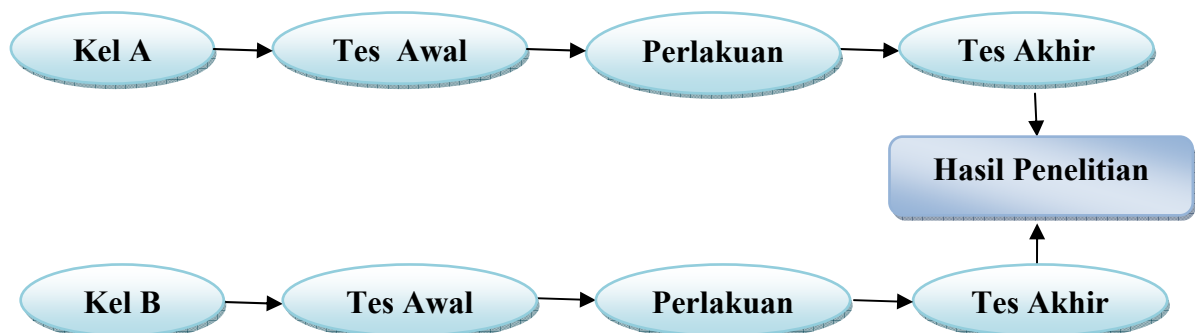 Kel A
Tes Awal
Perlakuan
Tes Akhir
Hasil Penelitian
Kel B
Tes Awal
Perlakuan
Tes Akhir